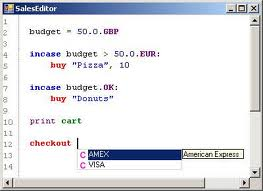 SalesEditor
1
2 budget = 50.0.GBP
3
4 incase budget > 50.0.EUR:
5 buy "Pizza", 10
6
7 incase budget.OK:
8 buy "Donuts"
9
10 print cart
11
12 checkout
13 C AMEX American Express
14 C VISA